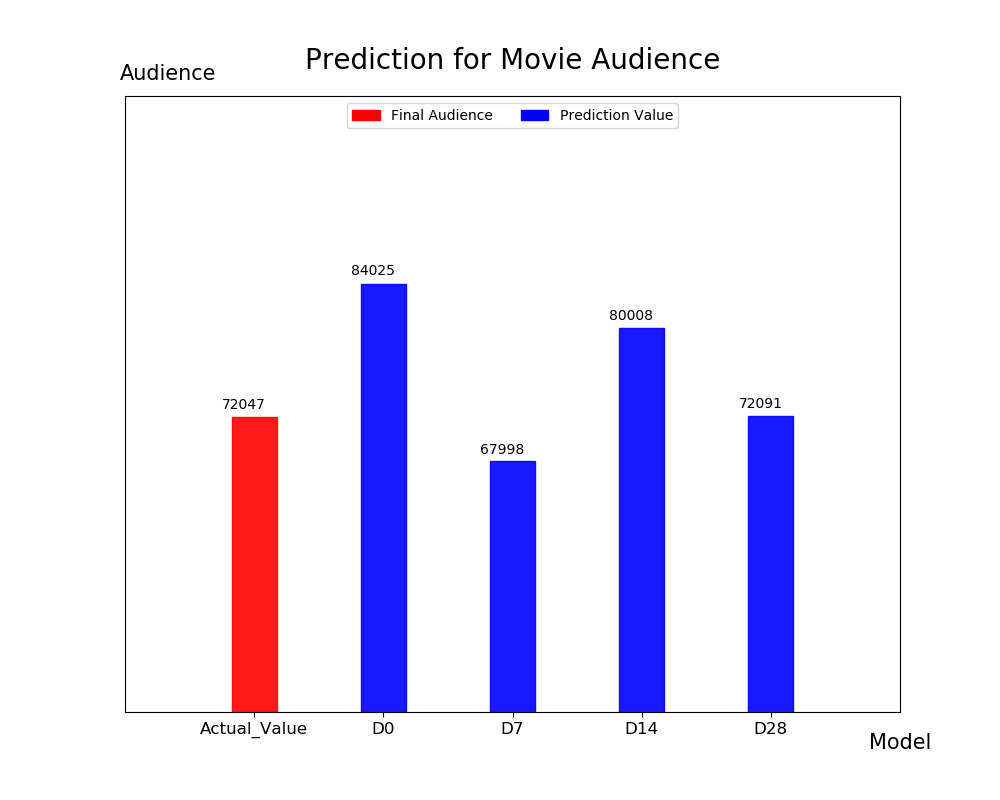 Prediction for Movie Audience
Audience
Final Audience Prediction Value
84025
80008
72047
72091
67998
Actual_Value D0 D7 D14 D28
Model